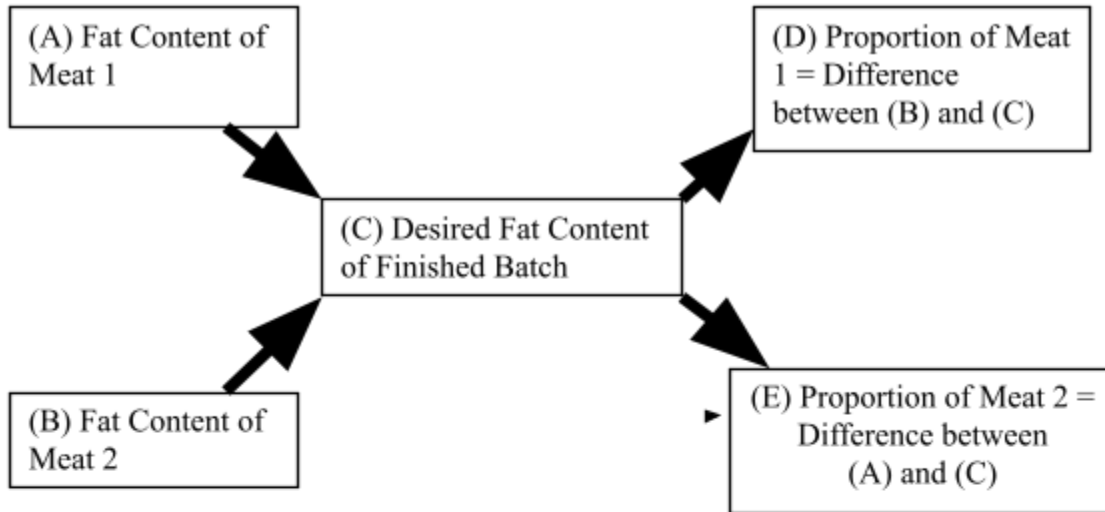 (A) Fat Content of
Meat 1
(D) Proportion of Meat
1 = Difference
between (B) and (C)
(C) Desired Fat Content
of Finished Batch
(B) Fat Content of
Meat 2
(E) Proportion of Meat 2 =
Difference between
(A) and (C)